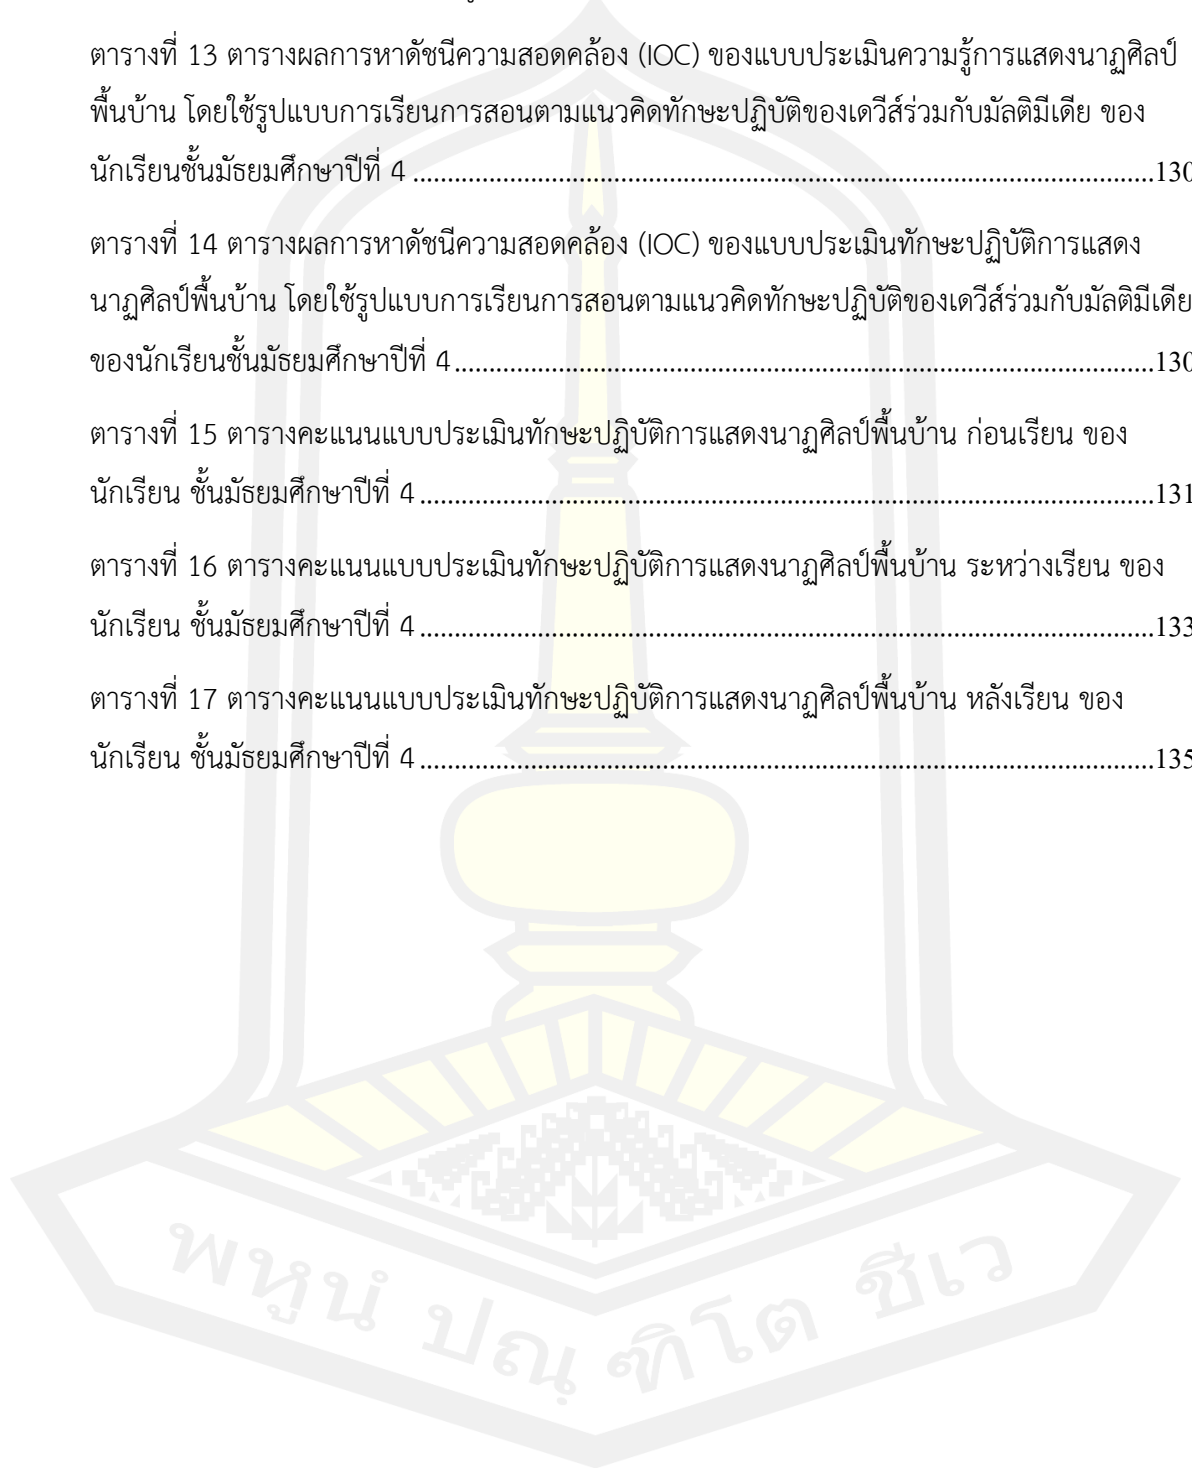 ตารางที่ 13 ตารางผลการหาดัชนีความสอดคล้อง (IOC) ของแบบประเมินความรู้การแสดงนาฏศิลป์
พื้นบ้าน โดยใช้รูปแบบการเรียนการสอนตามแนวคิดทักษะปฏิบัติของเดวีส์ร่วมกับมัลติมีเดีย ของ
นักเรียนชั้นมัธยมศึกษาปีที่ 4 ..........................................................................................................130
ตารางที่ 14 ตารางผลการหาดัชนีความสอดคล้อง (IOC) ของแบบประเมินทักษะปฏิบัติการแสดง
นาฏศิลป์พื้นบ้าน โดยใช้รูปแบบการเรียนการสอนตามแนวคิดทักษะปฏิบัติของเดวีส์ร่วมกับมัลติมีเดีย
ของนักเรียนชั้นมัธยมศึกษาปีที่ 4 ....................................................................................................130
ตารางที่ 15 ตารางคะแนนแบบประเมินทักษะปฏิบัติการแสดงนาฏศิลป์พื้นบ้าน ก่อนเรียน ของ
นักเรียน ชั้นมัธยมศึกษาปีที่ 4 .........................................................................................................131
ตารางที่ 16 ตารางคะแนนแบบประเมินทักษะปฏิบัติการแสดงนาฏศิลป์พื้นบ้าน ระหว่างเรียน ของ
นักเรียน ชั้นมัธยมศึกษาปีที่ 4 .........................................................................................................133
ตารางที่ 17 ตารางคะแนนแบบประเมินทักษะปฏิบัติการแสดงนาฏศิลป์พื้นบ้าน หลังเรียน ของ
นักเรียน ชั้นมัธยมศึกษาปีที่ 4 .........................................................................................................135
พหูนํ ปณฺฑิโต ชีเว